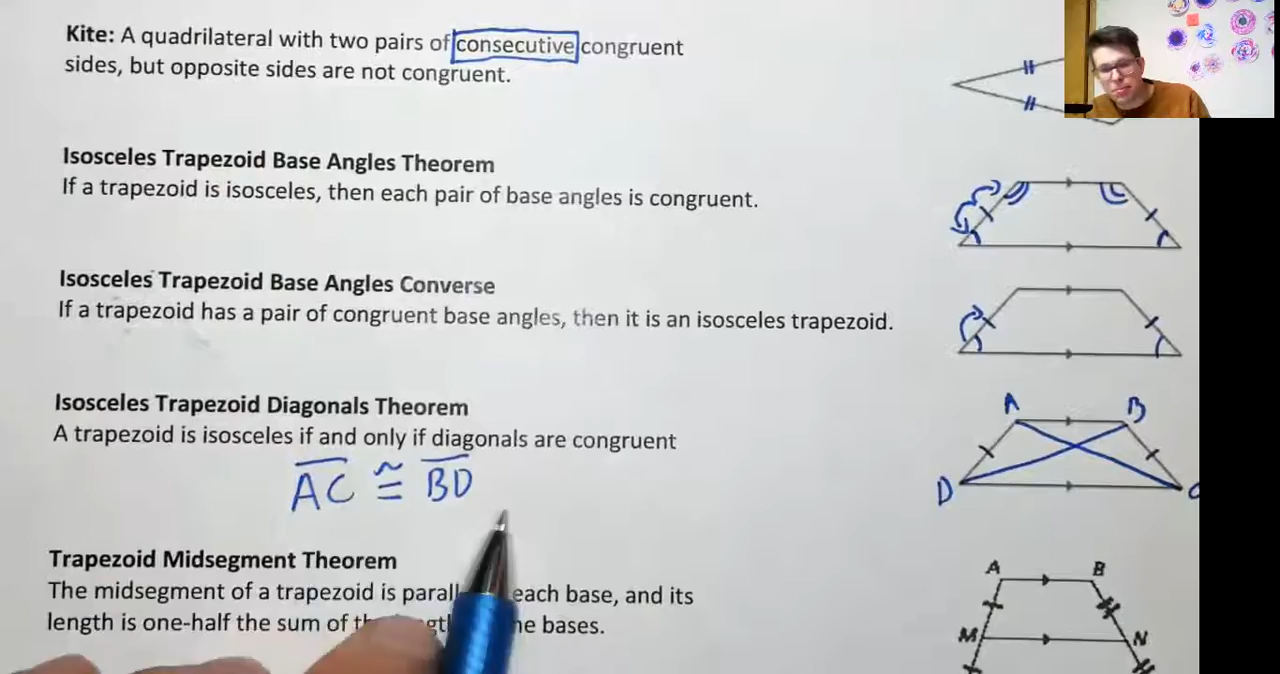 Kite: A quadrilateral with two pairs of consecutive congruent
sides, but opposite sides are not congruent.
Isosceles Trapezoid Base Angles Theorem
If a trapezoid is isosceles, then each pair of base angles is congruent.
Isosceles Trapezoid Base Angles Converse
If a trapezoid has a pair of congruent base angles, then it is an isosceles trapezoid.
Isosceles Trapezoid Diagonals Theorem
A trapezoid is isosceles if and only if diagonals are congruent
A B
D C
AC ≅ BD
Trapezoid Midsegment Theorem
The midsegment of a trapezoid is each base, and its
length is one-half the sum of bases.
A B
M N